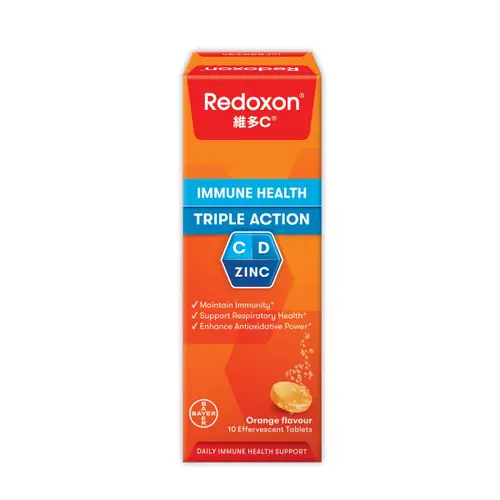 Redoxon®
維多C®
IMMUNE HEALTH
TRIPLE ACTION
C D
ZINC
✓ Maintain Immunity^
✓ Support Respiratory Health^
✓ Enhance Antioxidative Power^
Orange flavour
10 Effervescent Tablets
BAYER
BAYER
DAILY IMMUNE HEALTH SUPPORT